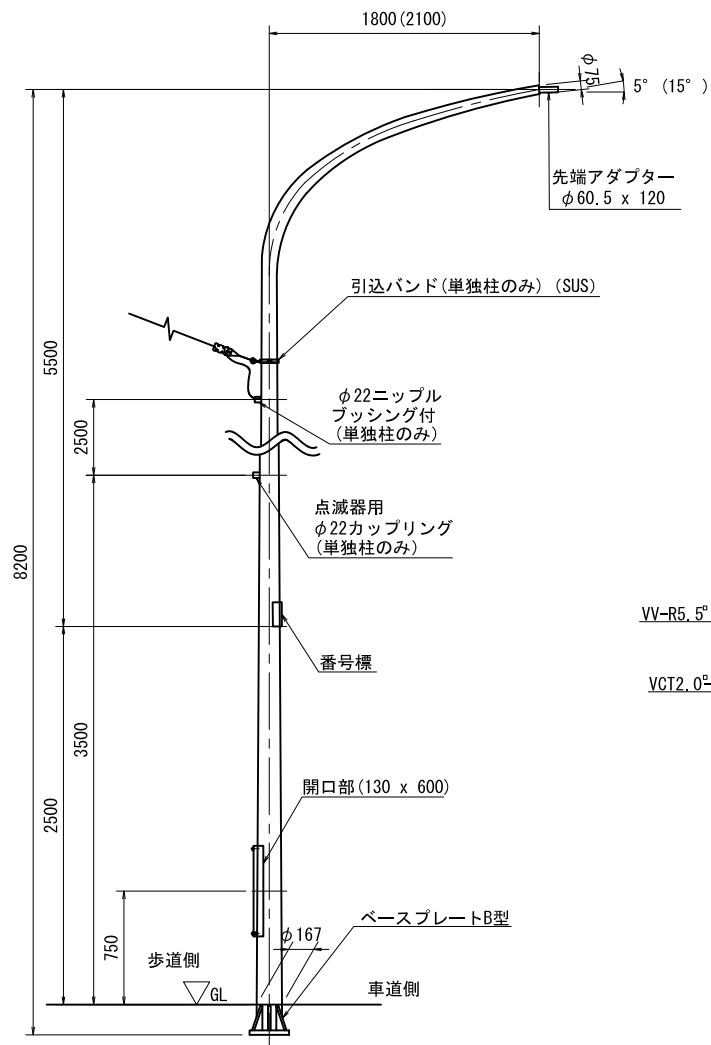 1800(2100)
φ75
5° (15° )
先端アダプター
φ60.5 x 120
引込バンド(単独柱のみ) (SUS)
5500
φ22ニップル
ブッシング付
(単独柱のみ)
2500
点滅器用
φ22カップリング
(単独柱のみ)
8200
VV-R5.5□
番号標
VCT2.0□-
3500
開口部(130 x 600)
2500
ベースプレートB型
φ167
750
歩道側
GL
車道側